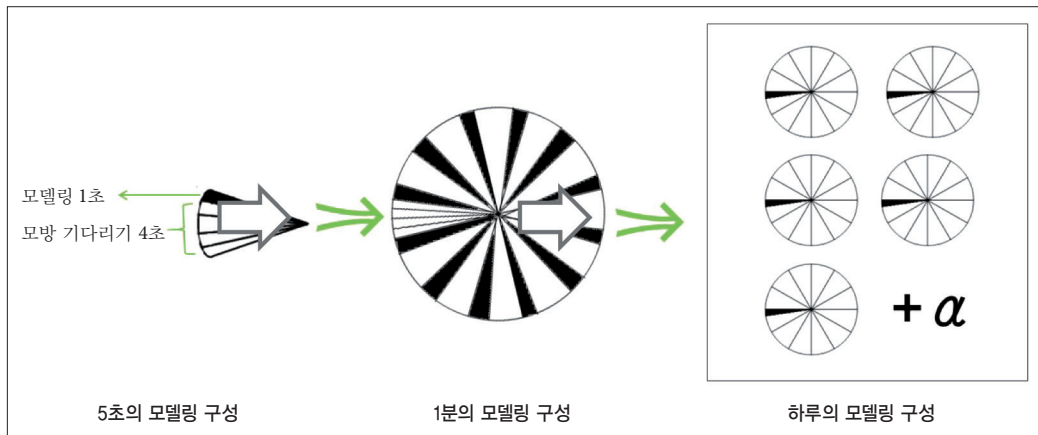 모델링 1초
모방 기다리기 4초
+ α
5초의 모델링 구성
1분의 모델링 구성
하루의 모델링 구성